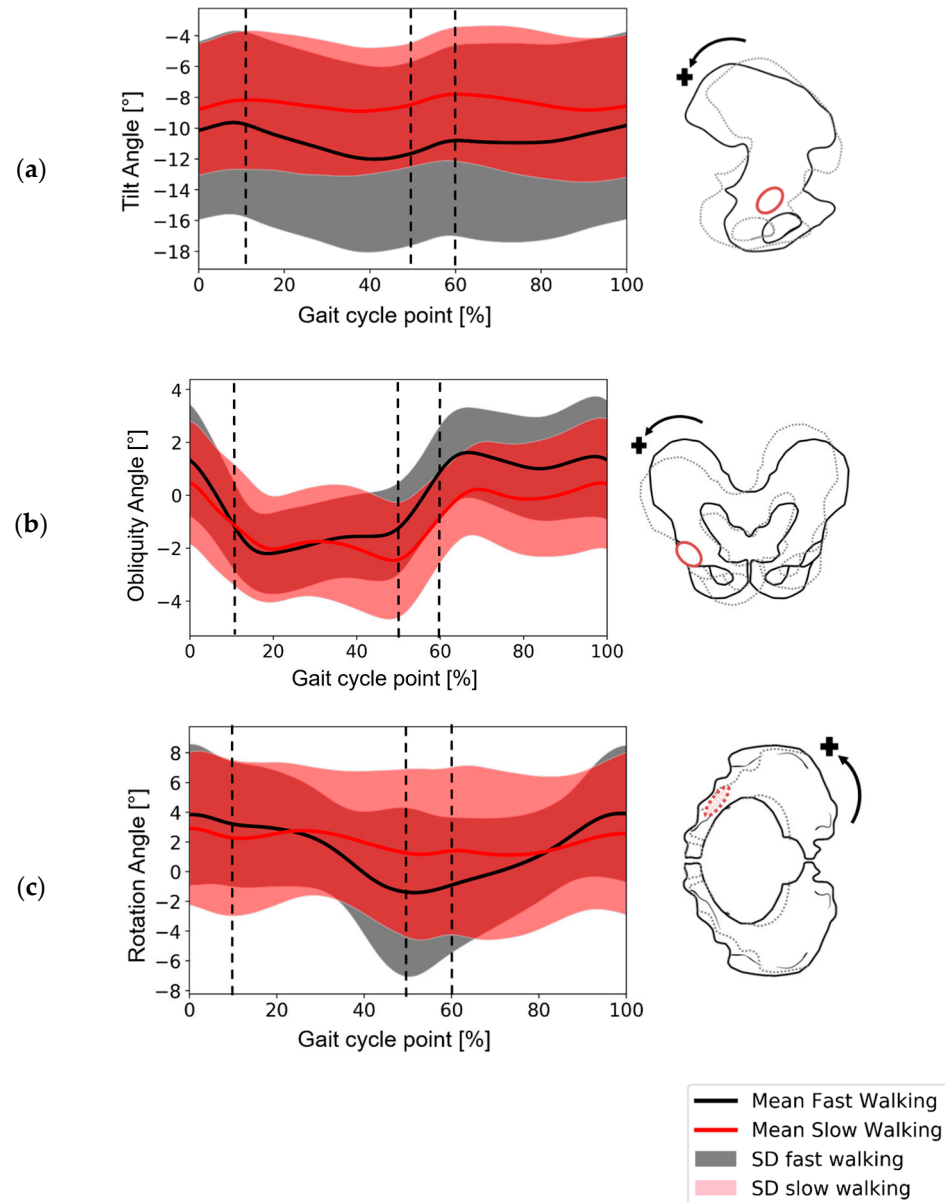 (a)
Tilt Angle [°]
-4
-6
-8
-10
-12
-14
-16
-18
0 20 40 60 80 100
Gait cycle point [%]
+
(b)
Obliquity Angle [°]
4
2
0
-2
-4
0 20 40 60 80 100
Gait cycle point [%]
+
(c)
Rotation Angle [°]
8
6
4
2
0
-2
-4
-6
-8
0 20 40 60 80 100
Gait cycle point [%]
+
Mean Fast Walking
Mean Slow Walking
SD fast walking
SD slow walking